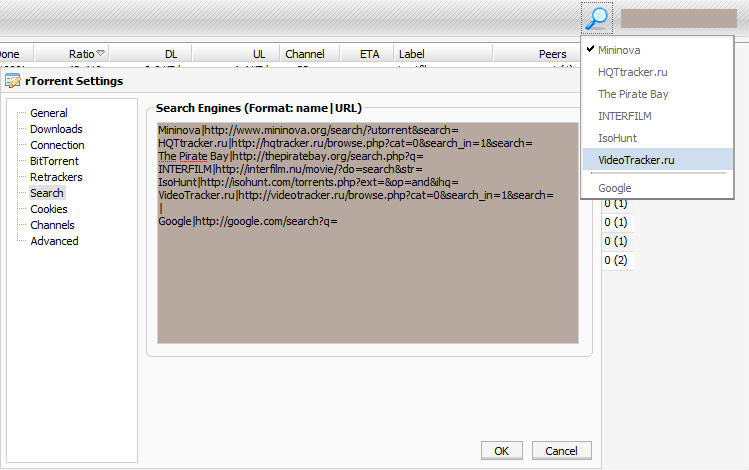 Done Ratio DL UL Channel ETA Label Peers
Mininova
HQTtracker.ru
The Pirate Bay
INTERFILM
IsoHunt
VideoTracker.ru
Google
rTorrent Settings
General
Downloads
Connection
BitTorrent
Retrackers
Search
Cookies
Channels
Advanced
Search Engines (Format: name|URL)
Mininova|http://www.mininova.org/search/?utorrent&search=
HQTtracker.ru|http://hqtracker.ru/browse.php?cat=0&search_in=1&search=
The Pirate Bay|http://thepiratebay.org/search.php?q=
INTERFILM|http://interfilm.nu/movie/?do=search&str=
IsoHunt|http://isohunt.com/torrents.php?ext=&op=and&ihq=
VideoTracker.ru|http://videotracker.ru/browse.php?cat=0&search_in=1&search=
|
Google|http://google.com/search?q=
0 (1)
0 (1)
0 (1)
0 (2)
OK Cancel